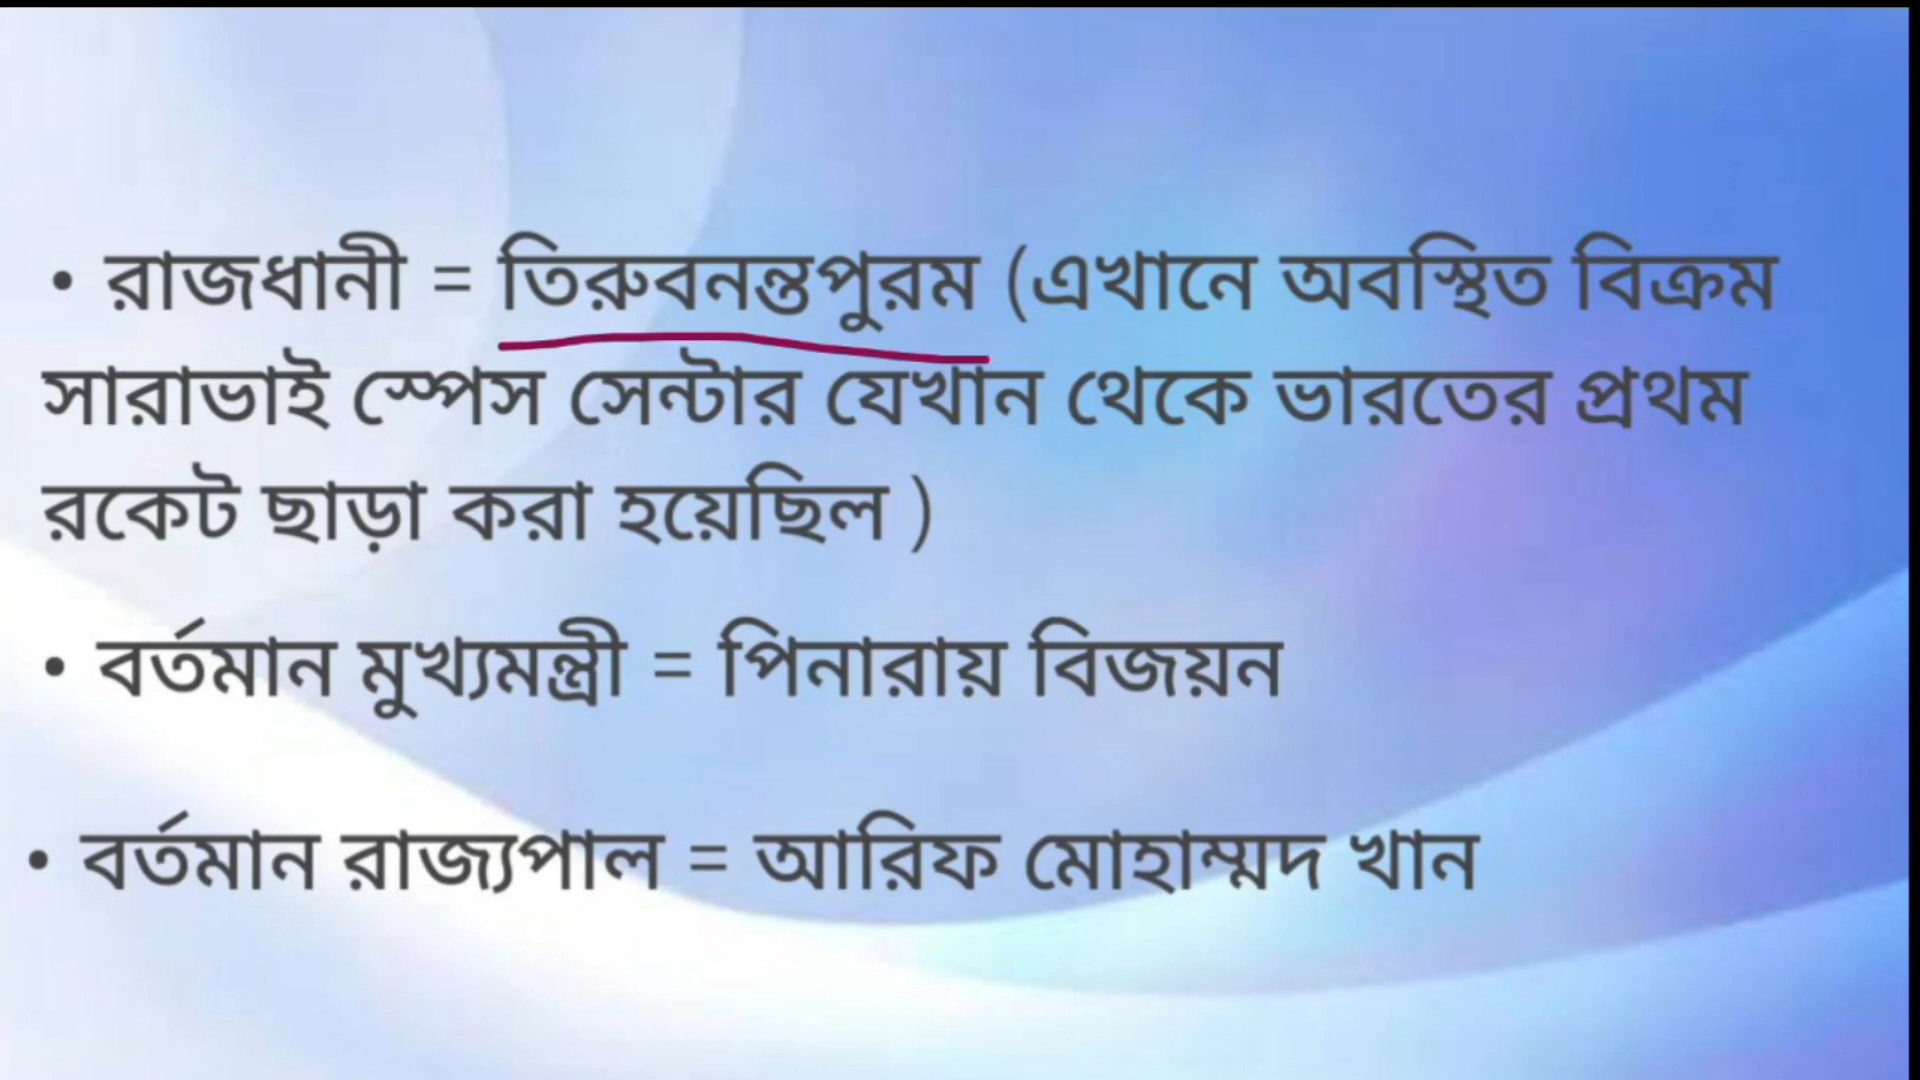 • রাজধানী = তিরুবনন্তপুরম (এখানে অবস্থিত বিক্রম
সারাভাই স্পেস সেন্টার যেখান থেকে ভারতের প্রথম
রকেট ছাড়া করা হয়েছিল )
• বর্তমান মুখ্যমন্ত্রী = পিনারায় বিজয়ন
• বর্তমান রাজ্যপাল = আরিফ মোহাম্মদ খান